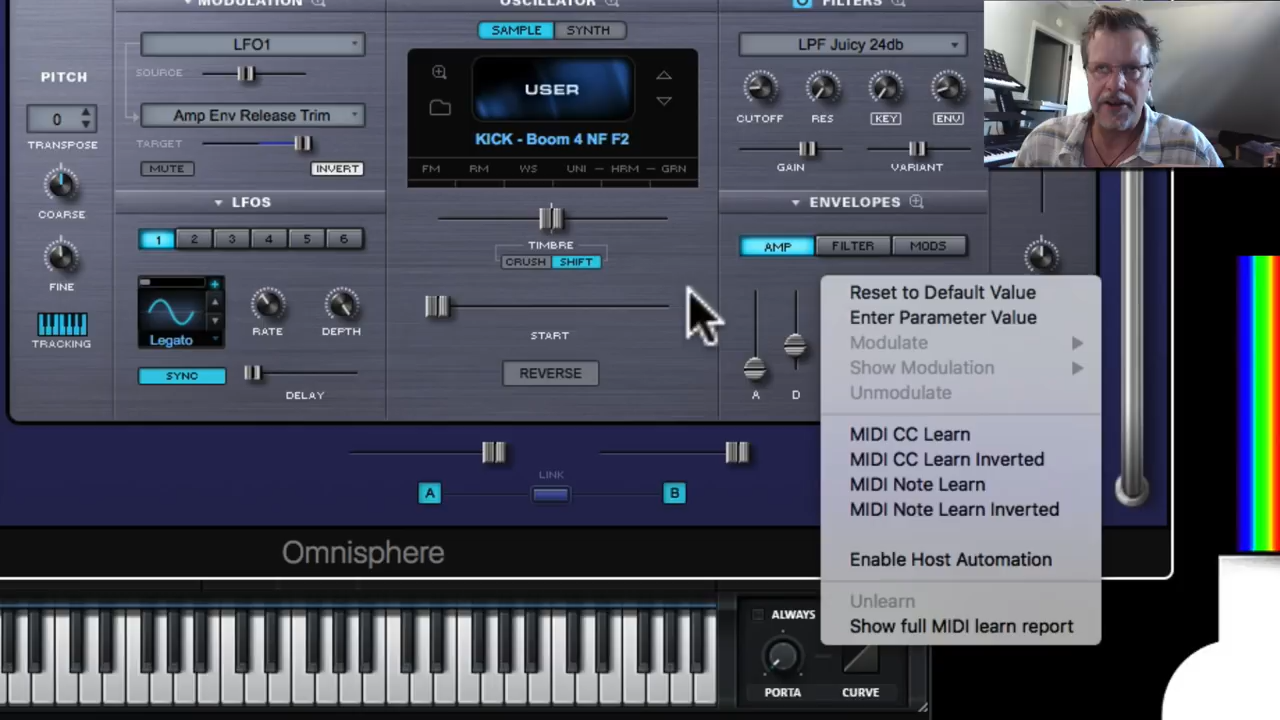 MODULATION
OSCILLATOR
FILTERS
SAMPLE
SYNTH
LFO1
LPF Juicy 24db
PITCH
SOURCE
USER
0
TRANSPOSE
Amp Env Release Trim
CUTOFF
RES
KEY
ENV
TARGET
KICK - Boom 4 NF F2
MUTE
INVERT
FM
RM
WS
UNI
HRM
GRN
GAIN
VARIANT
COARSE
LFOS
ENVELOPES
1
2
3
4
5
6
TIMBRE
AMP
FILTER
MODS
CRUSH
SHIFT
FINE
Reset to Default Value
Enter Parameter Value
Modulate
Show Modulation
Unmodulate
MIDI CC Learn
MIDI CC Learn Inverted
MIDI Note Learn
MIDI Note Learn Inverted
Enable Host Automation
Unlearn
Show full MIDI learn report
RATE
DEPTH
START
TRACKING
Legato
SYNC
REVERSE
DELAY
A
D
LINK
A
B
Omnisphere
ALWAYS
PORTA
CURVE